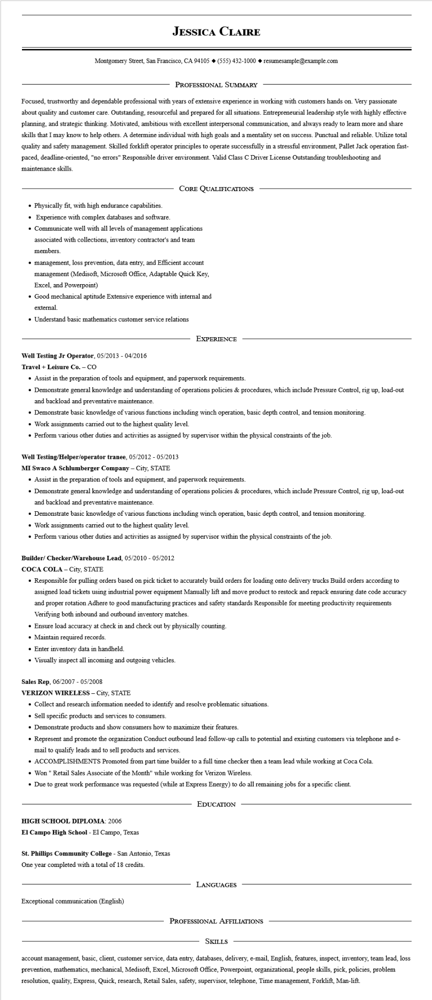 Jessica Claire
Montgomery Street, San Francisco, CA 94105 ◆ (555) 432-1000 ◆ resumesample@example.com
Professional Summary
Focused, trustworthy and dependable professional with years of extensive experience in working with customers hands on. Very passionate
about quality and customer care. Outstanding, resourceful and prepared for all situations. Entrepreneurial leadership style with highly effective
planning, and strategic thinking. Motivated, ambitious with excellent interpersonal communication, and always ready to learn more and share
skills that I may know to help others. A determine individual with high goals and a mentality set on success. Punctual and reliable. Utilize total
quality and safety management. Skilled forklift operator principles to operate successfully in a stressful environment, Pallet Jack operation fast-
paced, deadline-oriented, "no errors" Responsible driver environment. Valid Class C Driver License Outstanding troubleshooting and
maintenance skills.
Core Qualifications
• Physically fit, with high endurance capabilities.
• Experience with complex databases and software.
• Communicate well with all levels of management applications
associated with collections, inventory contractor's and team
members.
• management, loss prevention, data entry, and Efficient account
management (Medisoft, Microsoft Office, Adaptable Quick Key,
Excel, and Powerpoint)
• Good mechanical aptitude Extensive experience with internal and
external.
• Understand basic mathematics customer service relations
Experience
Well Testing Jr Operator, 05/2013 - 04/2016
Travel + Leisure Co. – CO
• Assist in the preparation of tools and equipment, and paperwork requirements.
• Demonstrate general knowledge and understanding of operations policies & procedures, which include Pressure Control, rig up, load-out
and backload and preventative maintenance.
• Demonstrate basic knowledge of various functions including winch operation, basic depth control, and tension monitoring.
• Work assignments carried out to the highest quality level.
• Perform various other duties and activities as assigned by supervisor within the physical constraints of the job.
Well Testing/Helper/operator tranee, 05/2012 - 05/2013
MI Swaco A Schlumberger Company – City, STATE
• Assist in the preparation of tools and equipment, and paperwork requirements.
• Demonstrate general knowledge and understanding of operations policies & procedures, which include Pressure Control, rig up, load-out
and backload and preventative maintenance.
• Demonstrate basic knowledge of various functions including winch operation, basic depth control, and tension monitoring.
• Work assignments carried out to the highest quality level.
• Perform various other duties and activities as assigned by supervisor within the physical constraints of the job.
Builder/ Checker/Warehouse Lead, 05/2010 - 05/2012
COCA COLA – City, STATE
• Responsible for pulling orders based on pick ticket to accurately build orders for loading onto delivery trucks Build orders according to
assigned load tickets using industrial power equipment Manually lift and move product to restock and repack ensuring date code accuracy
and proper rotation Adhere to good manufacturing practices and safety standards Responsible for meeting productivity requirements
Verifying both inbound and outbound inventory matches.
• Ensure load accuracy at check in and check out by physically counting.
• Maintain required records.
• Enter inventory data in handheld.
• Visually inspect all incoming and outgoing vehicles.
Sales Rep, 06/2007 - 05/2008
VERIZON WIRELESS – City, STATE
• Collect and research information needed to identify and resolve problematic situations.
• Sell specific products and services to consumers.
• Demonstrate products and show consumers how to maximize their features.
• Represent and promote the organization Conduct outbound lead follow-up calls to potential and existing customers via telephone and e-
mail to qualify leads and to sell products and services.
• ACCOMPLISHMENTS Promoted from part time builder to a full time checker then a team lead while working at Coca Cola.
• Won " Retail Sales Associate of the Month" while working for Verizon Wireless.
• Due to great work performance was requested (while at Express Energy) to do all remaining jobs for a specific client.
Education
HIGH SCHOOL DIPLOMA: 2006
El Campo High School - El Campo, Texas
St. Phillips Community College - San Antonio, Texas
One year completed with a total of 18 credits.
Languages
Exceptional communication (English)
Professional Affiliations
Skills
account management, basic, client, customer service, data entry, databases, delivery, e-mail, English, features, inspect, inventory, team lead, loss
prevention, mathematics, mechanical, Medisoft, Excel, Microsoft Office, Powerpoint, organizational, people skills, pick, policies, problem
resolution, quality, Express, Quick, research, Retail Sales, safety, supervisor, telephone, Time management, Forklift, Man-lift.